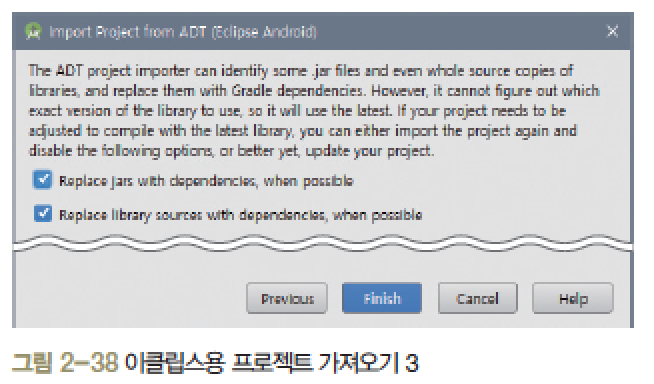 Import Project from ADT (Eclipse Android)
The ADT project importer can identify some .jar files and even whole source copies of
libraries, and replace them with Gradle dependencies. However, it cannot figure out which
exact version of the library to use, so it will use the latest. If your project needs to be
adjusted to compile with the latest library, you can either import the project again and
disable the following options, or better yet, update your project.
Replace jars with dependencies, when possible
Replace library sources with dependencies, when possible
Previous Finish Cancel Help
그림 2-38 이클립스용 프로젝트 가져오기 3